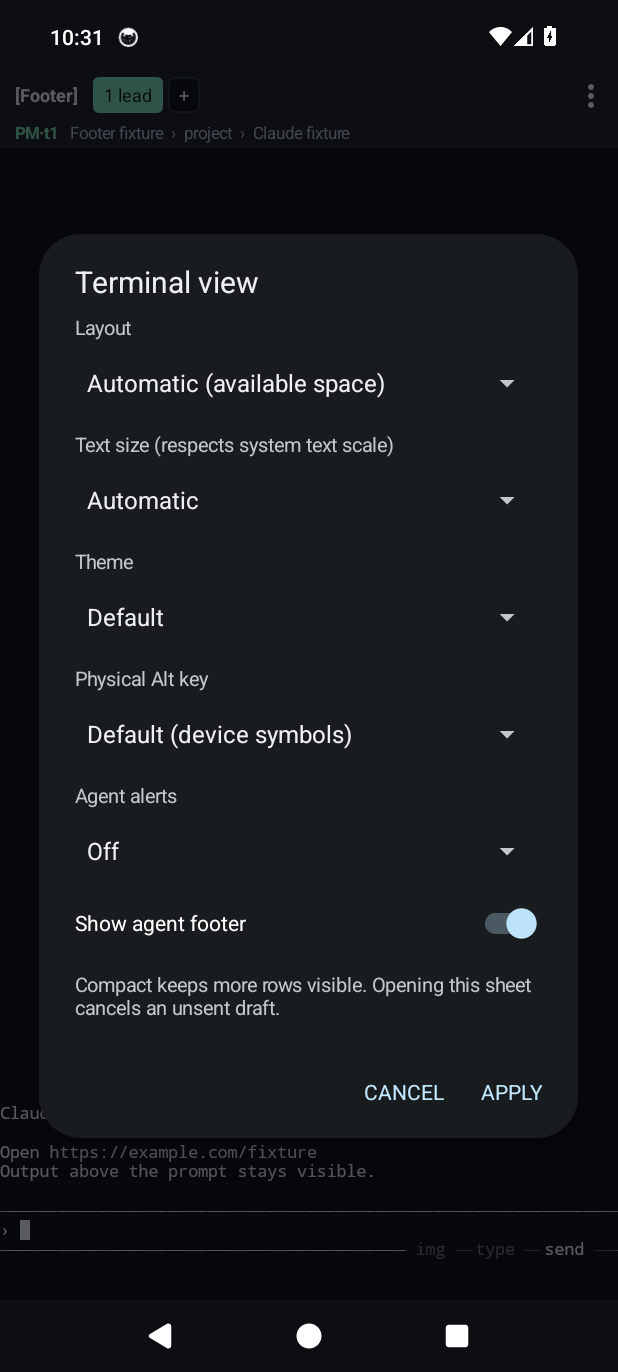 10:31
[Footer] 1 lead +
PM·t1 Footer fixture › project › Claude fixture
Terminal view
Layout
Automatic (available space)
Text size (respects system text scale)
Automatic
Theme
Default
Physical Alt key
Default (device symbols)
Agent alerts
Off
Show agent footer
Compact keeps more rows visible. Opening this sheet
cancels an unsent draft.
CANCEL APPLY
Open https://example.com/fixture
Output above the prompt stays visible.
›
img type send